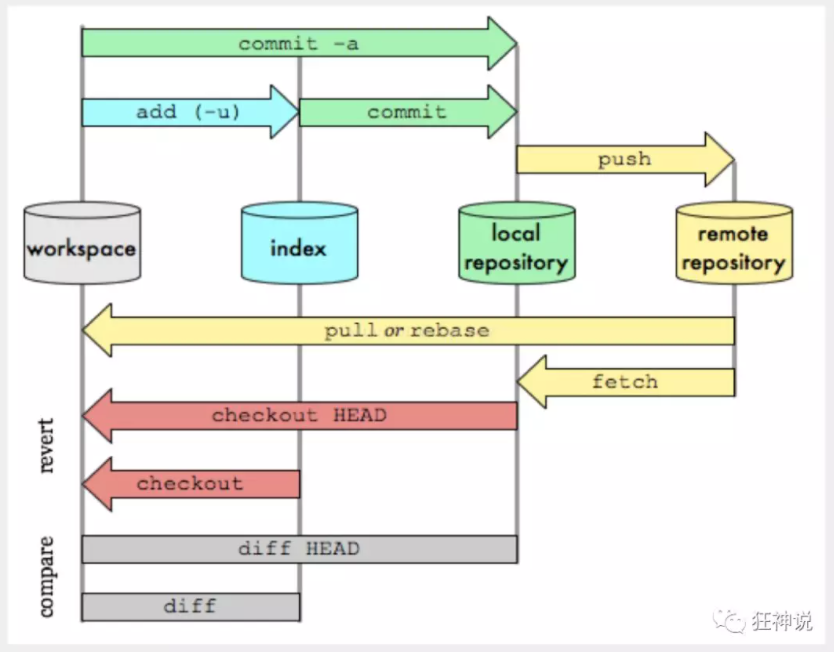 commit -a
add (-u)
commit
push
workspace
index
local
repository
remote
repository
pull or rebase
fetch
revert
checkout HEAD
checkout
compare
diff HEAD
diff
狂神说